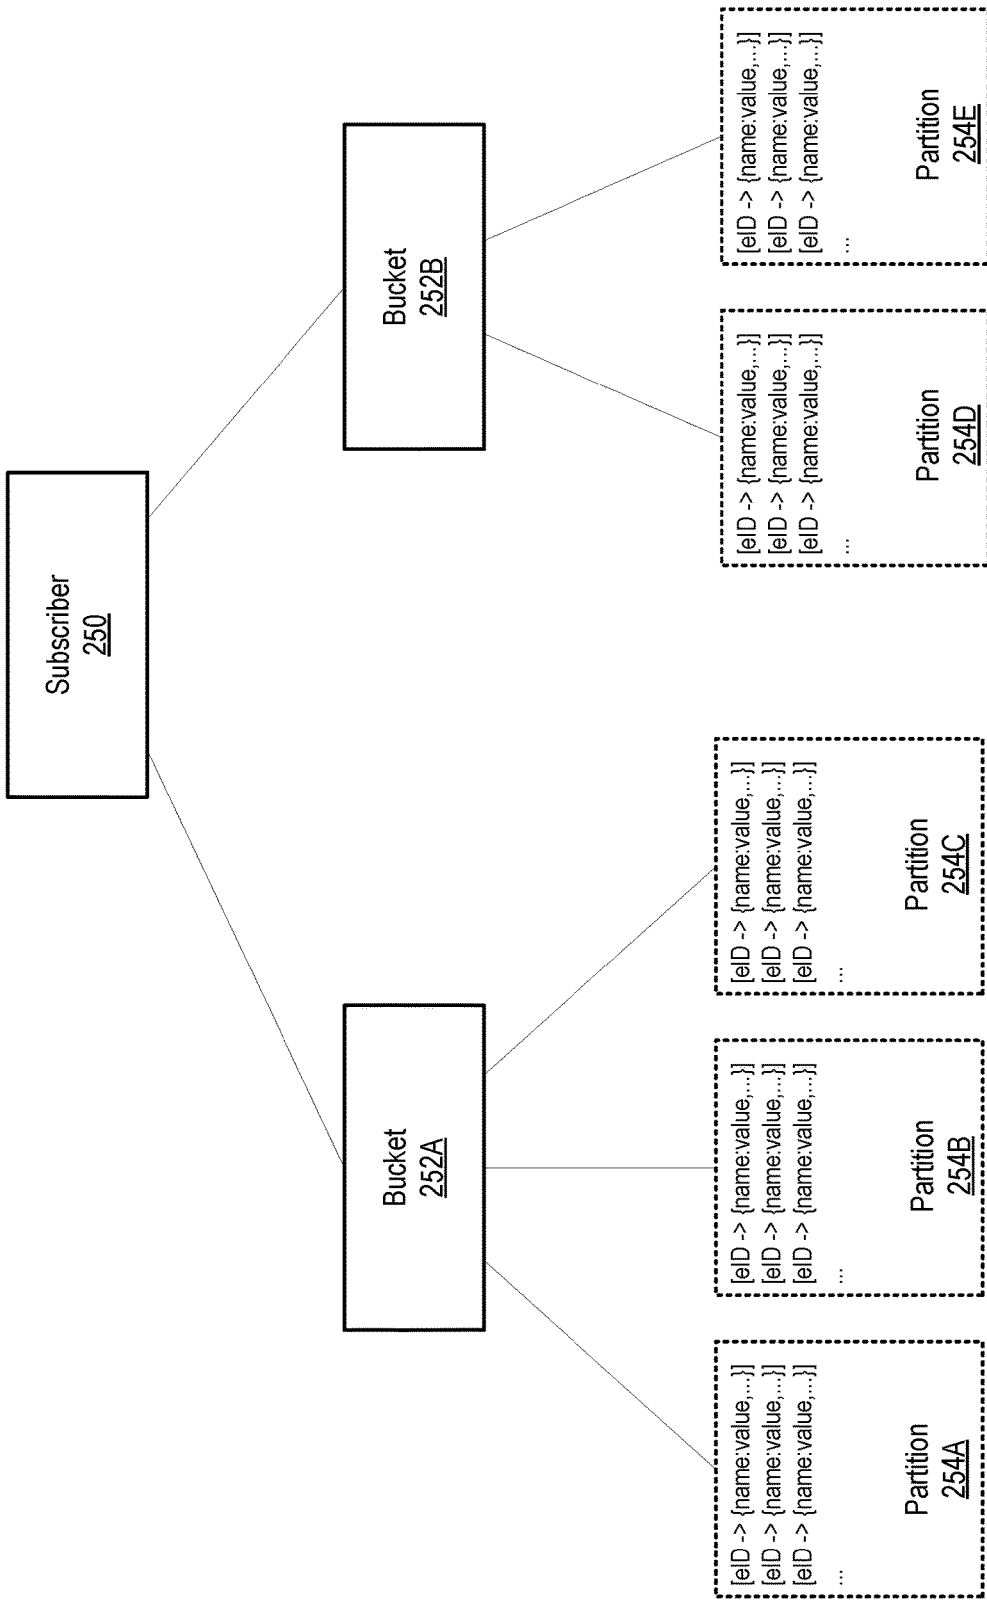 Subscriber
250
Bucket
252A
Bucket
252B
[eID -> {name:value,...}]
[eID -> {name:value,...}]
[eID -> {name:value,...}]
...
Partition
254A
[eID -> {name:value,...}]
[eID -> {name:value,...}]
[eID -> {name:value,...}]
...
Partition
254B
[eID -> {name:value,...}]
[eID -> {name:value,...}]
[eID -> {name:value,...}]
...
Partition
254C
[eID -> {name:value,...}]
[eID -> {name:value,...}]
[eID -> {name:value,...}]
...
Partition
254D
[eID -> {name:value,...}]
[eID -> {name:value,...}]
[eID -> {name:value,...}]
...
Partition
254E